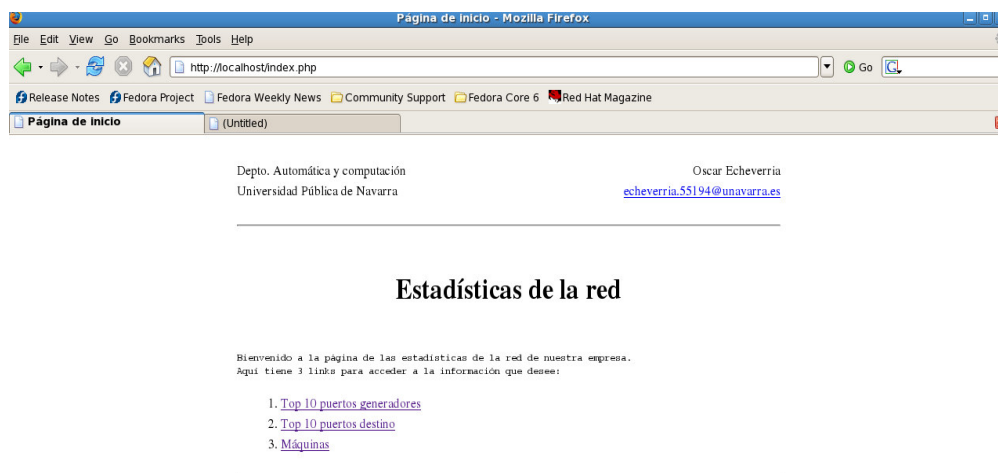 Página de inicio - Mozilla Firefox
File Edit View Go Bookmarks Tools Help
http://localhost/index.php Go G
Release Notes Fedora Project Fedora Weekly News Community Support Fedora Core 6 Red Hat Magazine
Página de inicio (Untitled)
Depto. Automática y computación Oscar Echeverria
Universidad Pública de Navarra echeverria.55194@unavarra.es
Estadísticas de la red
Bienvenido a la página de las estadísticas de la red de nuestra empresa.
Aquí tiene 3 links para acceder a la información que desee:
1. Top 10 puertos generadores
2. Top 10 puertos destino
3. Máquinas